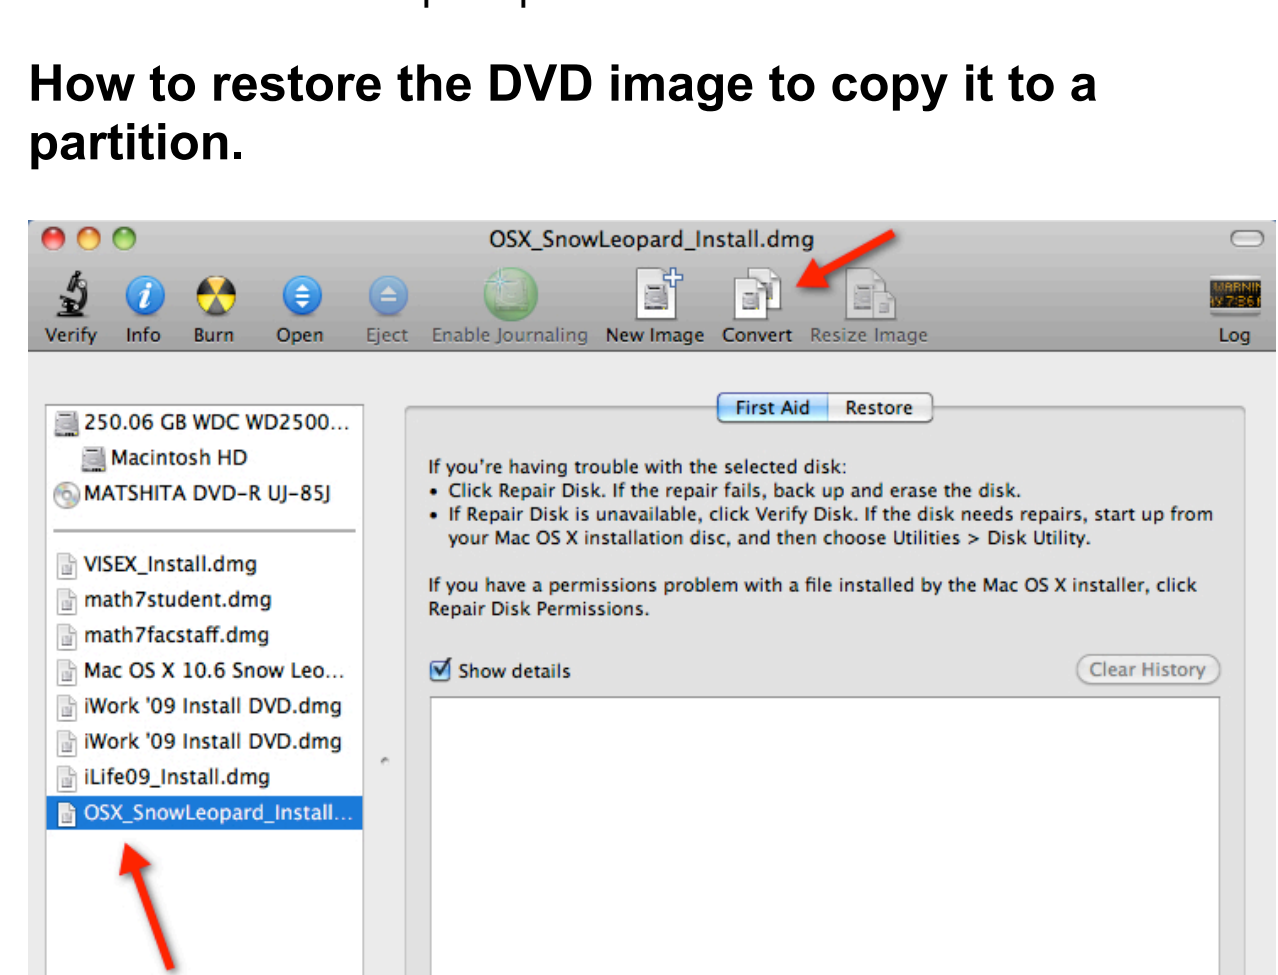 How to restore the DVD image to copy it to a
partition.
OSX_SnowLeopard_Install.dmg
Verify Info Burn Open Eject Enable Journaling New Image Convert Resize Image Log
250.06 GB WDC WD2500...
Macintosh HD
MATSHITA DVD-R UJ-85J
VISEX_Install.dmg
math7student.dmg
math7facstaff.dmg
Mac OS X 10.6 Snow Leo...
iWork '09 Install DVD.dmg
iWork '09 Install DVD.dmg
iLife09_Install.dmg
OSX_SnowLeopard_Install...
First Aid Restore
If you're having trouble with the selected disk:
• Click Repair Disk. If the repair fails, back up and erase the disk.
• If Repair Disk is unavailable, click Verify Disk. If the disk needs repairs, start up from
your Mac OS X installation disc, and then choose Utilities > Disk Utility.
If you have a permissions problem with a file installed by the Mac OS X installer, click
Repair Disk Permissions.
Show details
Clear History